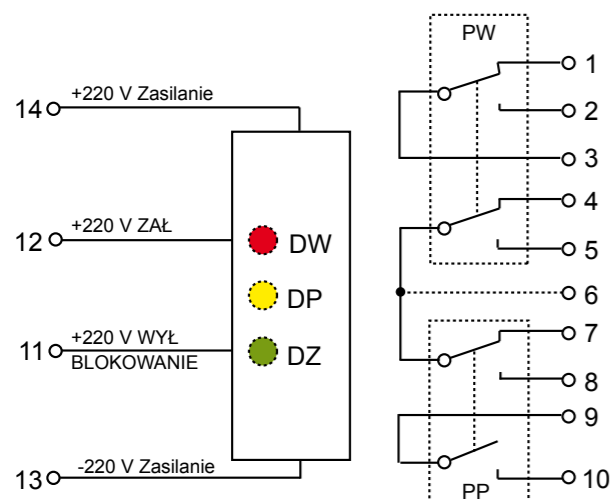 14 +220 V Zasilanie
12 +220 V ZAŁ
11 +220 V WYŁ
BLOKOWANIE
13 -220 V Zasilanie
DW
DP
DZ
PW
1
2
3
4
5
6
7
8
9
10
PP